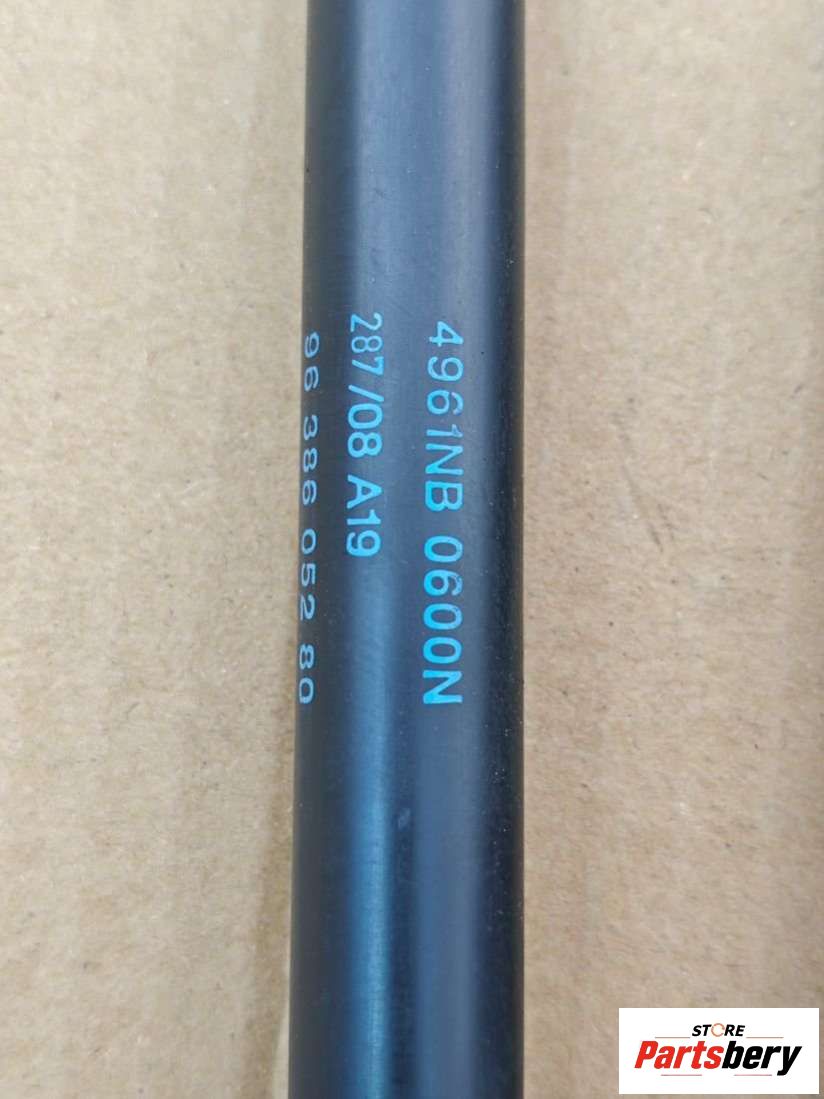 4961NB 0600N
287/08 A19
96 386 052 80
STORE
Partsbery